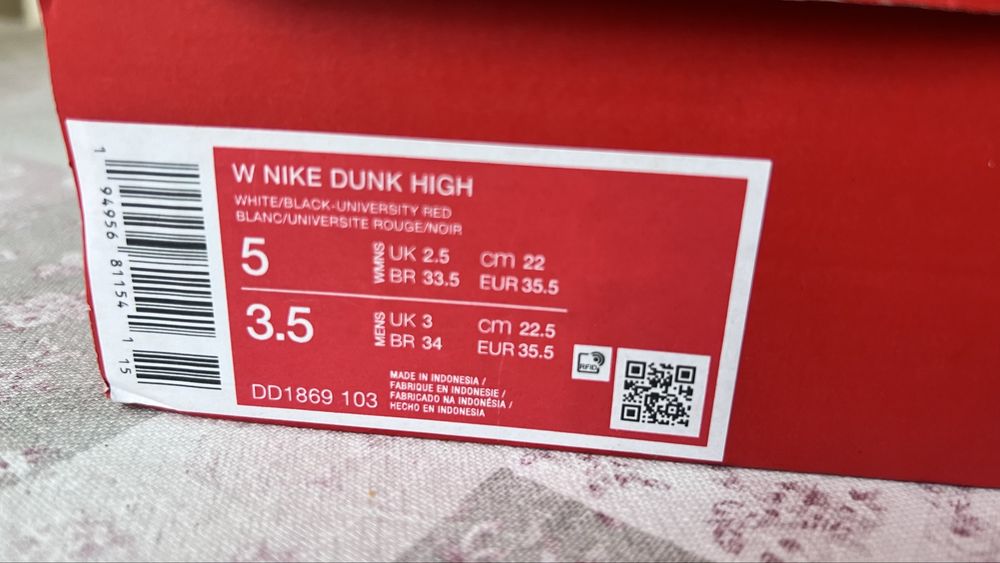 W NIKE DUNK HIGH
WHITE/BLACK-UNIVERSITY RED
BLANC/UNIVERSITE ROUGE/NOIR
5 WMNS UK 2.5 cm 22
BR 33.5 EUR 35.5
3.5 MENS UK 3 cm 22.5
BR 34 EUR 35.5
DD1869 103
MADE IN INDONESIA /
FABRIQUE EN INDONESIE /
FABRICADO NA INDONÉSIA /
HECHO EN INDONESIA
RFID
1 94956 81154 1 15